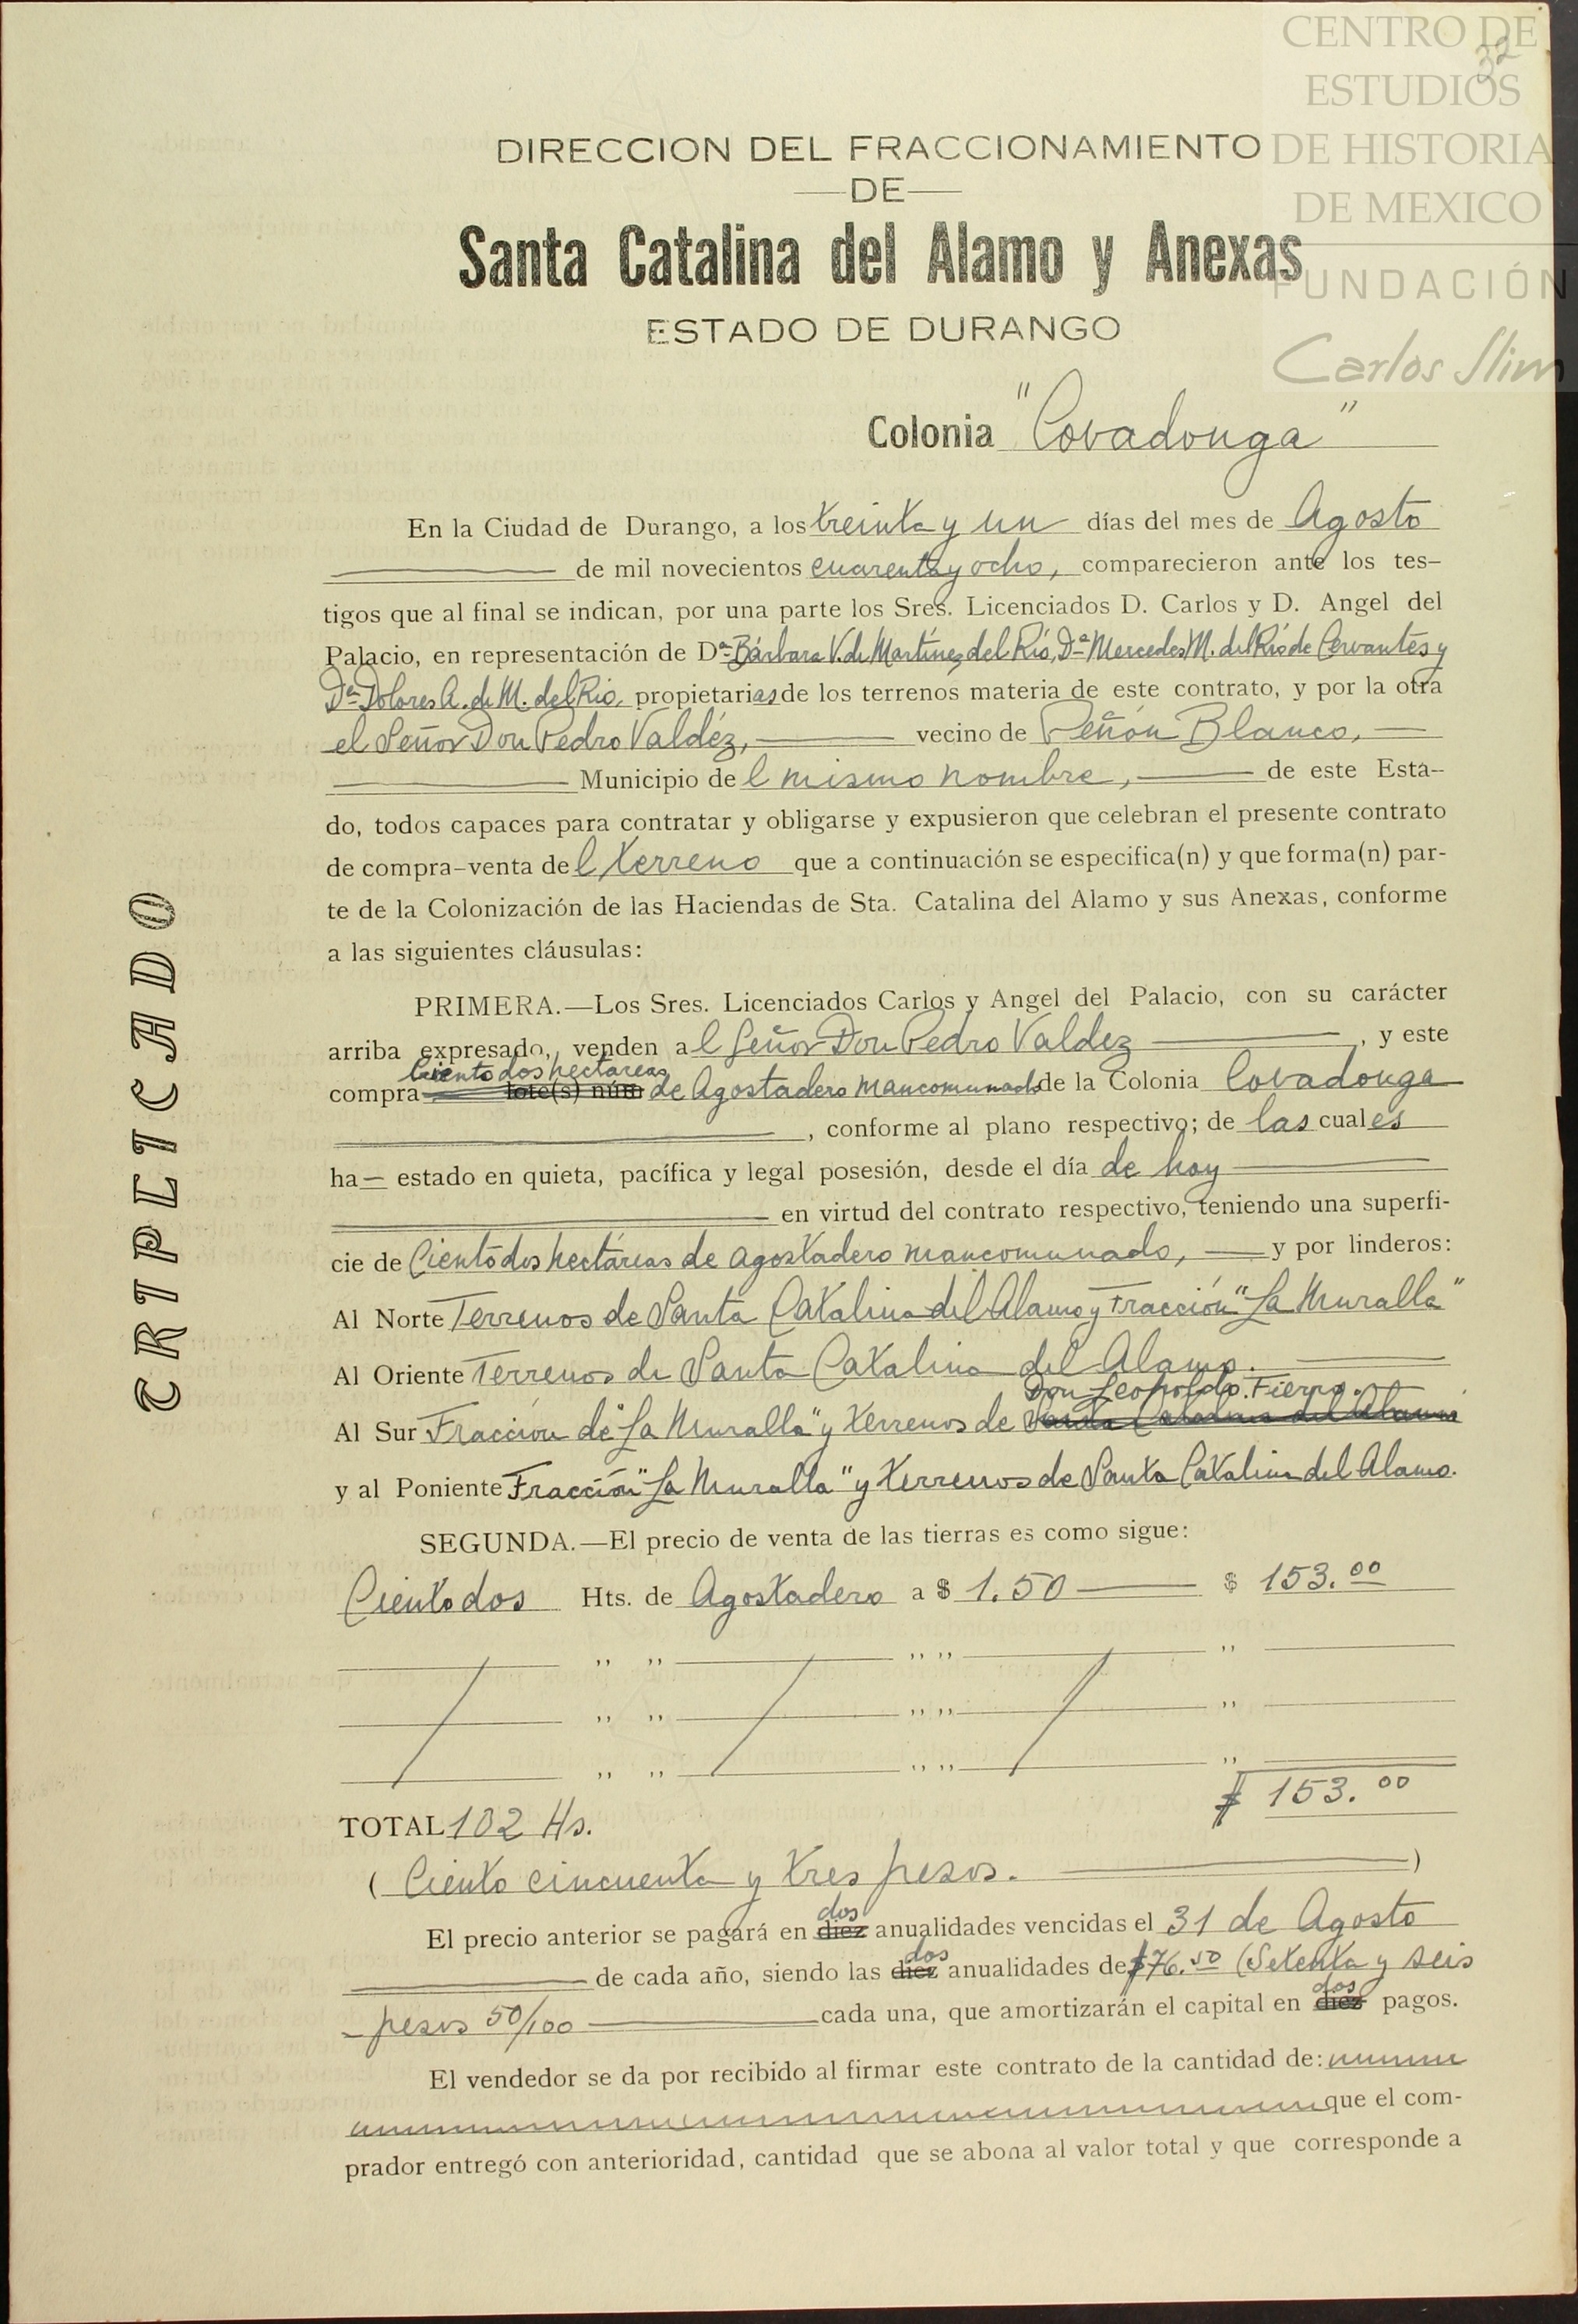 CENTRO DE
ESTUDIOS
DE HISTORIA
DE MEXICO
FUNDACIÓN
Carlos Slim
32
DIRECCION DEL FRACCIONAMIENTO
—DE—
Santa Catalina del Alamo y Anexas
ESTADO DE DURANGO
Colonia "Covadonga"
En la Ciudad de Durango, a los treinta y un días del mes de Agosto
de mil novecientos cuarenta y ocho, comparecieron ante los tes-
tigos que al final se indican, por una parte los Sres. Licenciados D. Carlos y D. Angel del
Palacio, en representación de Dª Bárbara V. de Martínez del Río, Dª Mercedes M. del Río de Cervantes y
Dª Dolores A. de M. del Rio, propietarias de los terrenos materia de este contrato, y por la otra
el Señor Don Pedro Valdéz, vecino de Peñón Blanco,
Municipio del mismo nombre, de este Esta-
do, todos capaces para contratar y obligarse y expusieron que celebran el presente contrato
de compra-venta del terreno que a continuación se especifica(n) y que forma(n) par-
te de la Colonización de las Haciendas de Sta. Catalina del Alamo y sus Anexas, conforme
a las siguientes cláusulas:
PRIMERA.—Los Sres. Licenciados Carlos y Angel del Palacio, con su carácter
arriba expresado, venden al Señor Don Pedro Valdez, y este
Ciento dos hectáreas
compra lote(s) núm de Agostadero mancomunado de la Colonia Covadonga
, conforme al plano respectivo; de las cuales
ha— estado en quieta, pacífica y legal posesión, desde el día de hoy
en virtud del contrato respectivo, teniendo una superfi-
cie de Ciento dos hectáreas de agostadero mancomunado, y por linderos:
Al Norte Terrenos de Santa Catalina del Alamo y Fracción "La Muralla"
Al Oriente Terrenos de Santa Catalina del Alamo.
Don Leopoldo Fierro.
Al Sur Fracción de "La Muralla" y terrenos de Santa Catalina del Alamo
y al Poniente Fracción "La Muralla" y terrenos de Santa Catalina del Alamo.
SEGUNDA.—El precio de venta de las tierras es como sigue:
Ciento dos Hts. de Agostadero a $ 1.50 $ 153.00
,, ,, ,, ,, ,,
,, ,, ,, ,, ,,
,, ,, ,, ,, ,,
TOTAL 102 Hs. $ 153.00
( Ciento cincuenta y tres pesos. )
dos
El precio anterior se pagará en diez anualidades vencidas el 31 de Agosto
dos
de cada año, siendo las diez anualidades de $76.50 (Setenta y seis
dos
pesos 50/100 cada una, que amortizarán el capital en diez pagos.
El vendedor se da por recibido al firmar este contrato de la cantidad de:
que el com-
prador entregó con anterioridad, cantidad que se abona al valor total y que corresponde a
TRIPLICADO